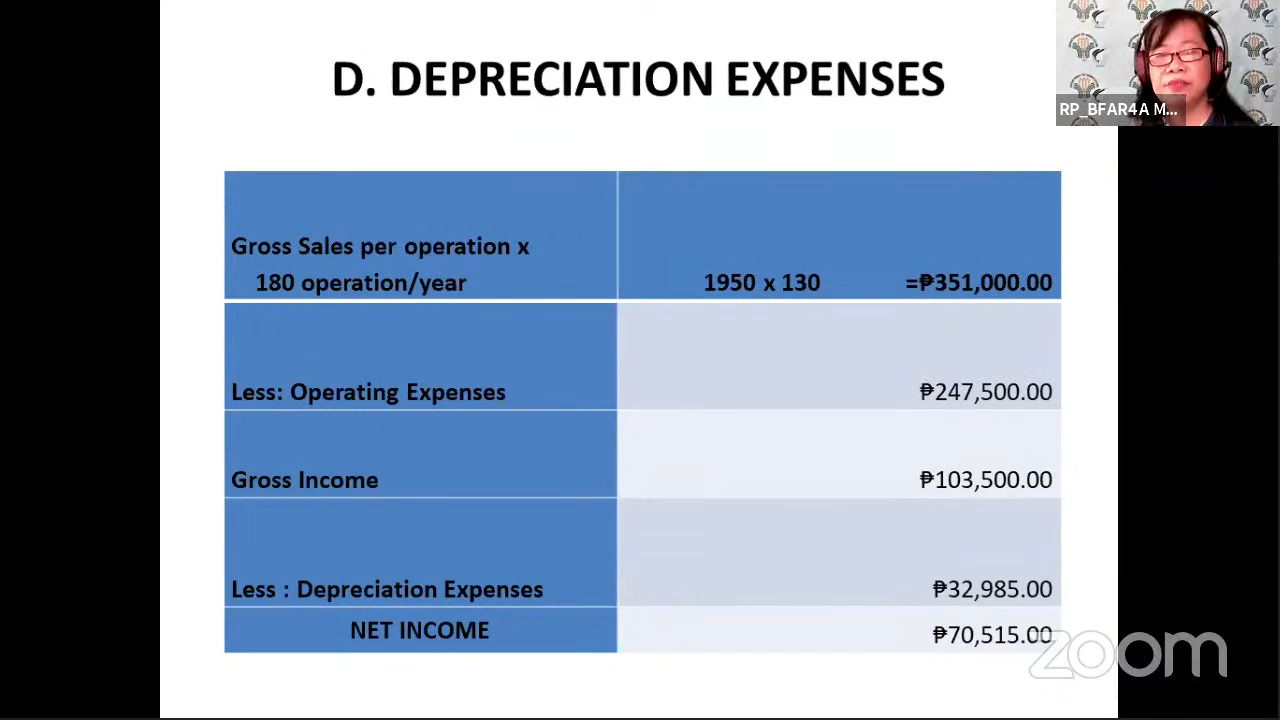 D. DEPRECIATION EXPENSES
RP_BFAR4A M...
Gross Sales per operation x
180 operation/year
1950 x 130 =₱351,000.00
Less: Operating Expenses ₱247,500.00
Gross Income ₱103,500.00
Less : Depreciation Expenses ₱32,985.00
NET INCOME ₱70,515.00
zoom